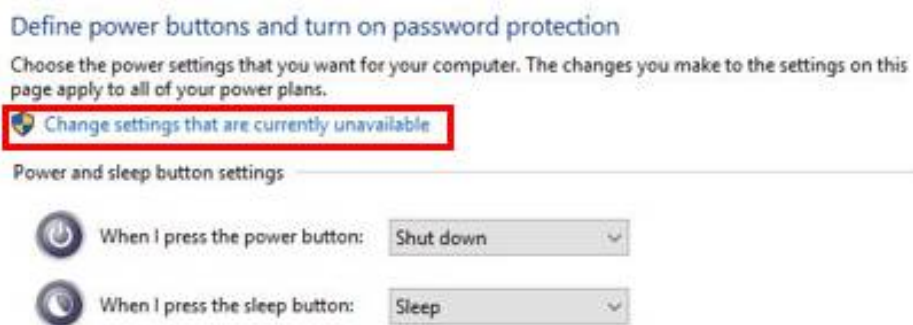 Define power buttons and turn on password protection
Choose the power settings that you want for your computer. The changes you make to the settings on this
page apply to all of your power plans.
Change settings that are currently unavailable
Power and sleep button settings
When I press the power button: Shut down
When I press the sleep button: Sleep